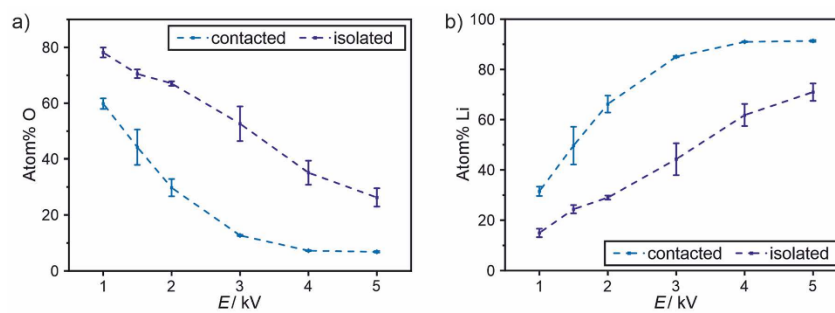 a)
contacted isolated
Atom% O
80
60
40
20
0
1 2 3 4 5
E/ kV
b)
Atom% Li
100
80
60
40
20
0
contacted isolated
1 2 3 4 5
E/ kV